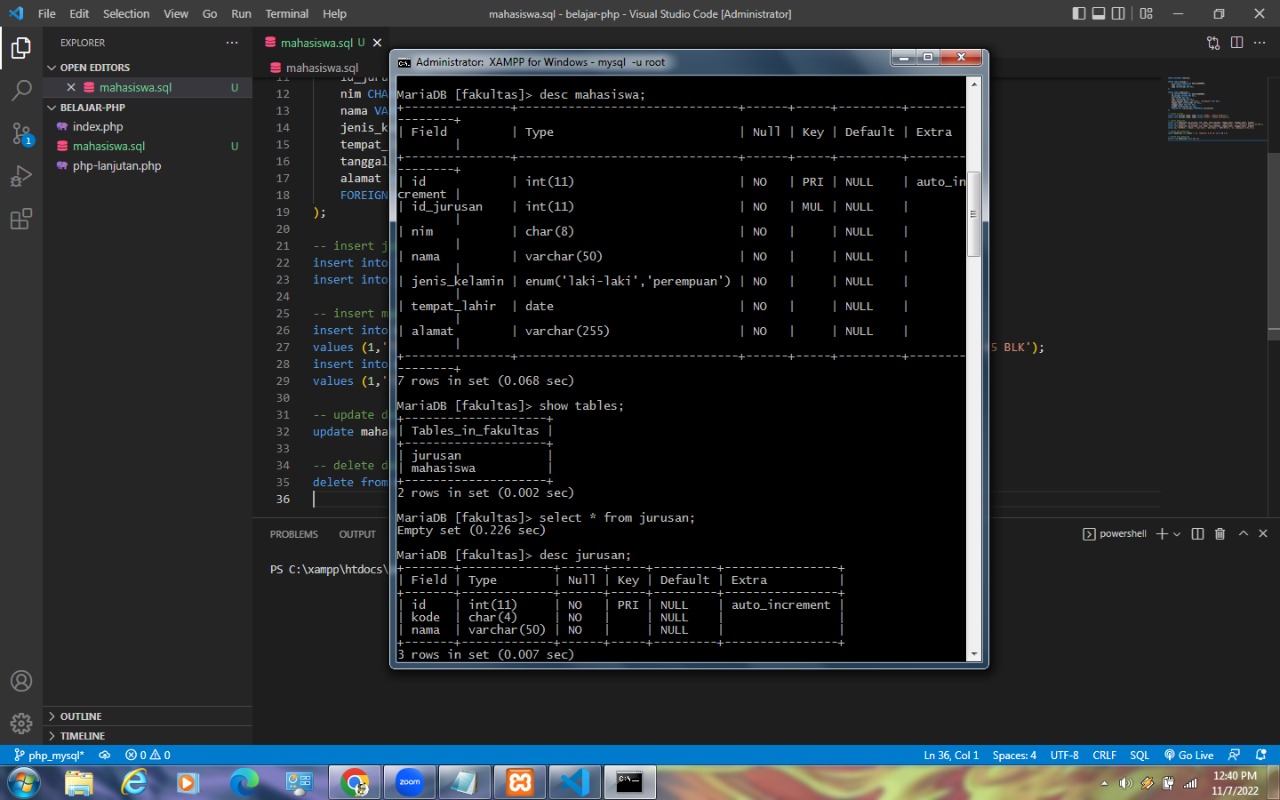 File Edit Selection View Go Run Terminal Help
mahasiswa.sql - belajar-php - Visual Studio Code [Administrator]
EXPLORER
OPEN EDITORS
mahasiswa.sql U
BELAJAR-PHP
index.php
mahasiswa.sql U
php-lanjutan.php
OUTLINE
TIMELINE
mahasiswa.sql U
mahasiswa.sql
11 id_juru
12 nim CHA
13 nama VA
14 jenis_k
15 tempat_
16 tanggal
17 alamat
18 FOREIGN
19 );
20
21 -- insert j
22 insert into
23 insert into
24
25 -- insert m
26 insert into
27 values (1,' 5 BLK');
28 insert into
29 values (1,'
30
31 -- update d
32 update maha
33
34 -- delete d
35 delete from
36
PROBLEMS OUTPUT
powershell
PS C:\xampp\htdocs\
Administrator: XAMPP for Windows - mysql -u root
MariaDB [fakultas]> desc mahasiswa;
+---------------+-------------------------------+-----+-----+---------+--------
--------+
| Field | Type | Null | Key | Default | Extra
|
+---------------+-------------------------------+-----+-----+---------+--------
--------+
| id | int(11) | NO | PRI | NULL | auto_in
crement |
| id_jurusan | int(11) | NO | MUL | NULL |
|
| nim | char(8) | NO | | NULL |
|
| nama | varchar(50) | NO | | NULL |
|
| jenis_kelamin | enum('laki-laki','perempuan') | NO | | NULL |
|
| tempat_lahir | date | NO | | NULL |
|
| alamat | varchar(255) | NO | | NULL |
|
+---------------+-------------------------------+-----+-----+---------+--------
--------+
7 rows in set (0.068 sec)
MariaDB [fakultas]> show tables;
+--------------------+
| Tables_in_fakultas |
+--------------------+
| jurusan |
| mahasiswa |
+--------------------+
2 rows in set (0.002 sec)
MariaDB [fakultas]> select * from jurusan;
Empty set (0.226 sec)
MariaDB [fakultas]> desc jurusan;
+-------+-------------+------+-----+---------+----------------+
| Field | Type | Null | Key | Default | Extra |
+-------+-------------+------+-----+---------+----------------+
| id | int(11) | NO | PRI | NULL | auto_increment |
| kode | char(4) | NO | | NULL | |
| nama | varchar(50) | NO | | NULL | |
+-------+-------------+------+-----+---------+----------------+
3 rows in set (0.007 sec)
php_mysql* 0 0 Ln 36, Col 1 Spaces: 4 UTF-8 CRLF SQL Go Live
zoom
12:40 PM
11/7/2022